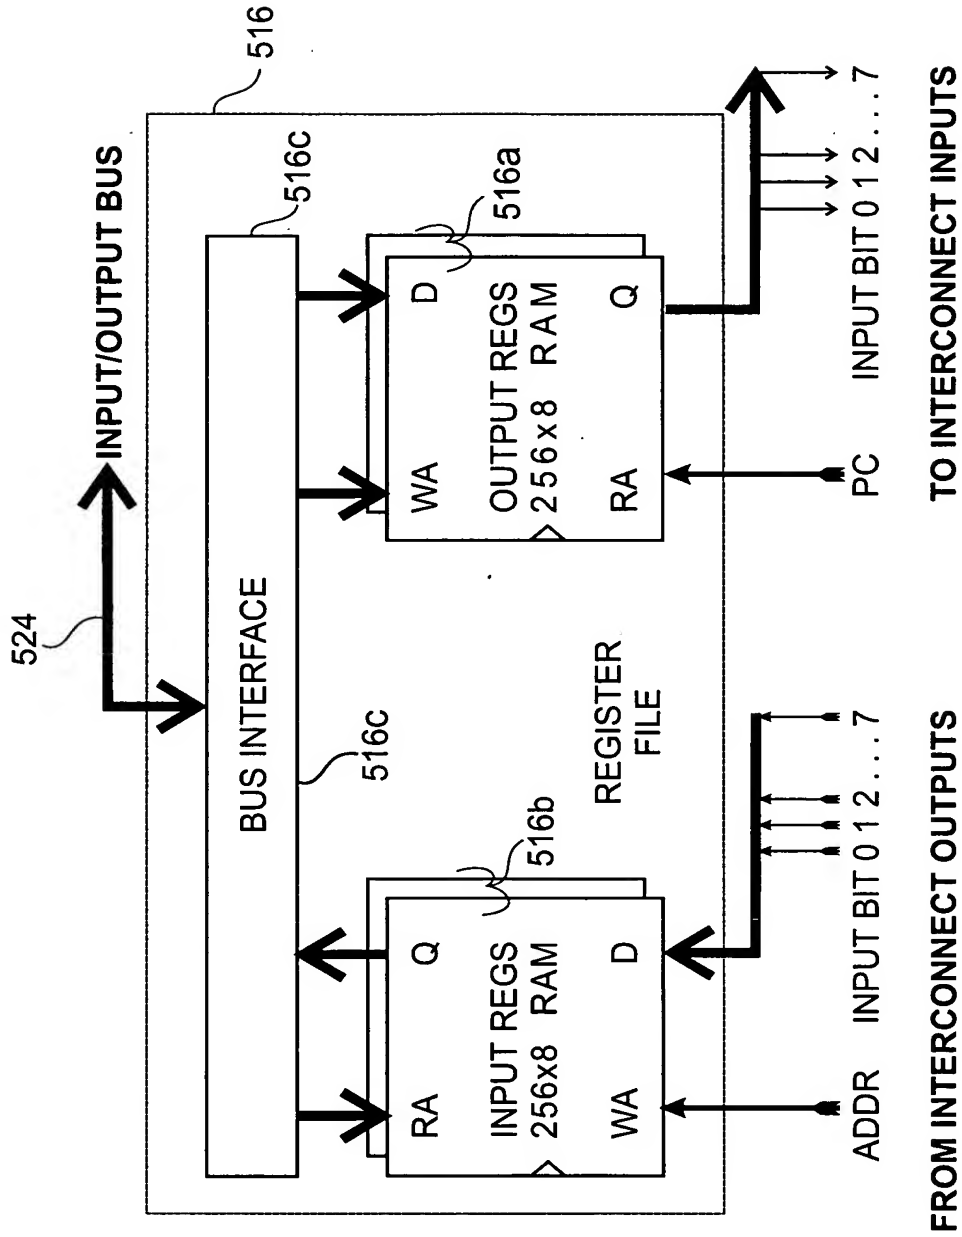 516
INPUT/OUTPUT BUS
524
516c
BUS INTERFACE
516c
516b
516a
RA Q
INPUT REGS
256x8 RAM
WA D
WA D
OUTPUT REGS
256x8 RAM
RA Q
REGISTER
FILE
ADDR INPUT BIT 0 1 2 . . . . 7
PC INPUT BIT 0 1 2 . . . . 7
FROM INTERCONNECT OUTPUTS
TO INTERCONNECT INPUTS